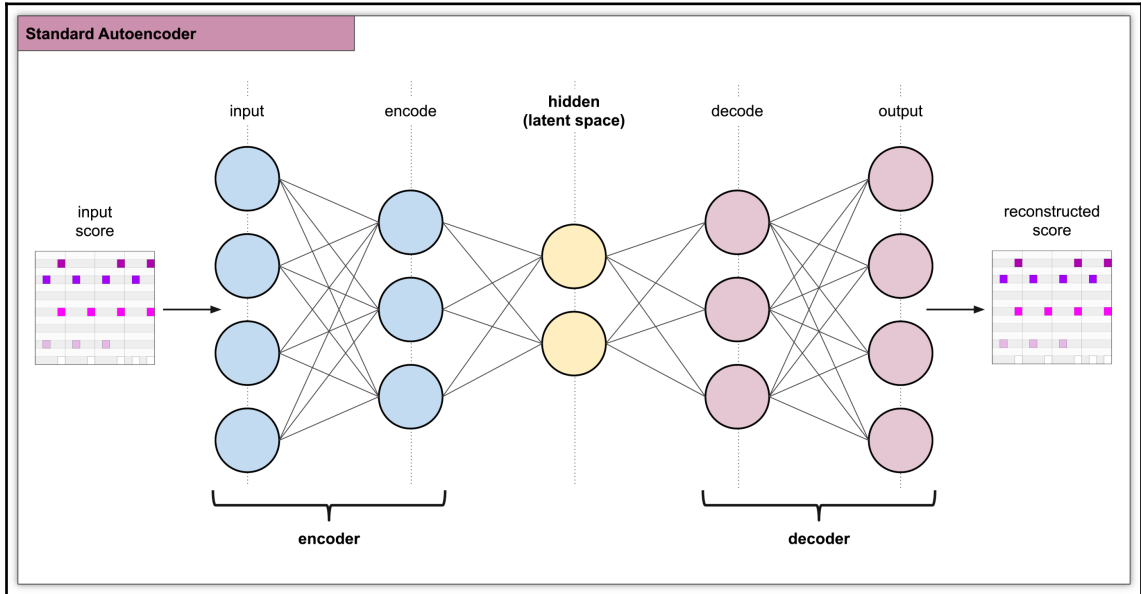 Standard Autoencoder
input
encode
hidden
(latent space)
decode
output
input
score
reconstructed
score
encoder
decoder